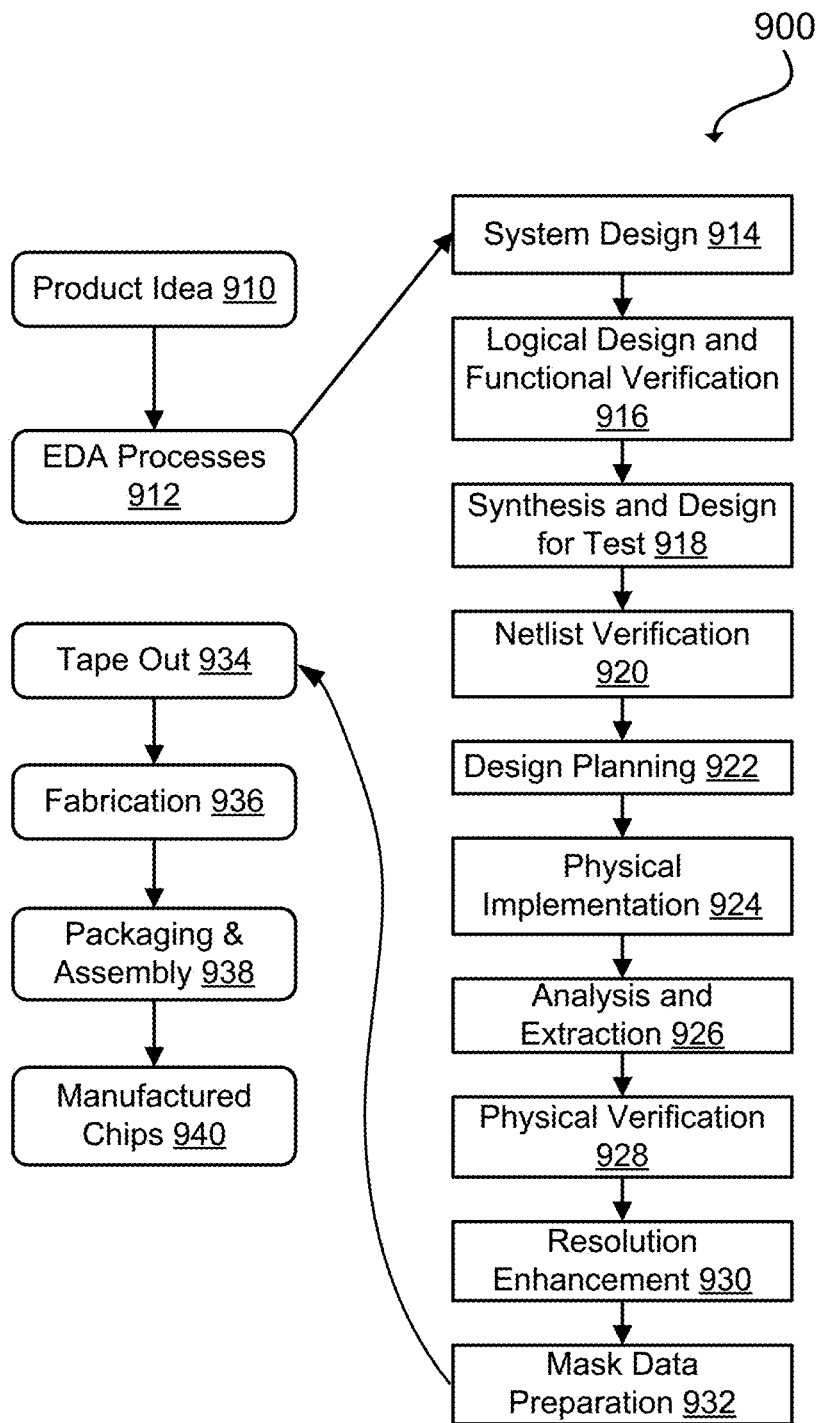 900
Product Idea 910
EDA Processes
912
System Design 914
Logical Design and
Functional Verification
916
Synthesis and Design
for Test 918
Netlist Verification
920
Design Planning 922
Physical
Implementation 924
Analysis and
Extraction 926
Physical Verification
928
Resolution
Enhancement 930
Mask Data
Preparation 932
Tape Out 934
Fabrication 936
Packaging &
Assembly 938
Manufactured
Chips 940